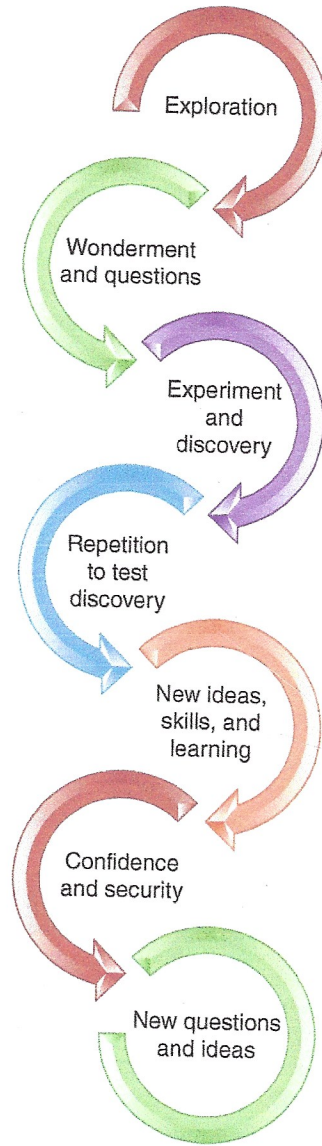 Exploration
Wonderment
and questions
Experiment
and
discovery
Repetition
to test
discovery
New ideas,
skills, and
learning
Confidence
and security
New questions
and ideas